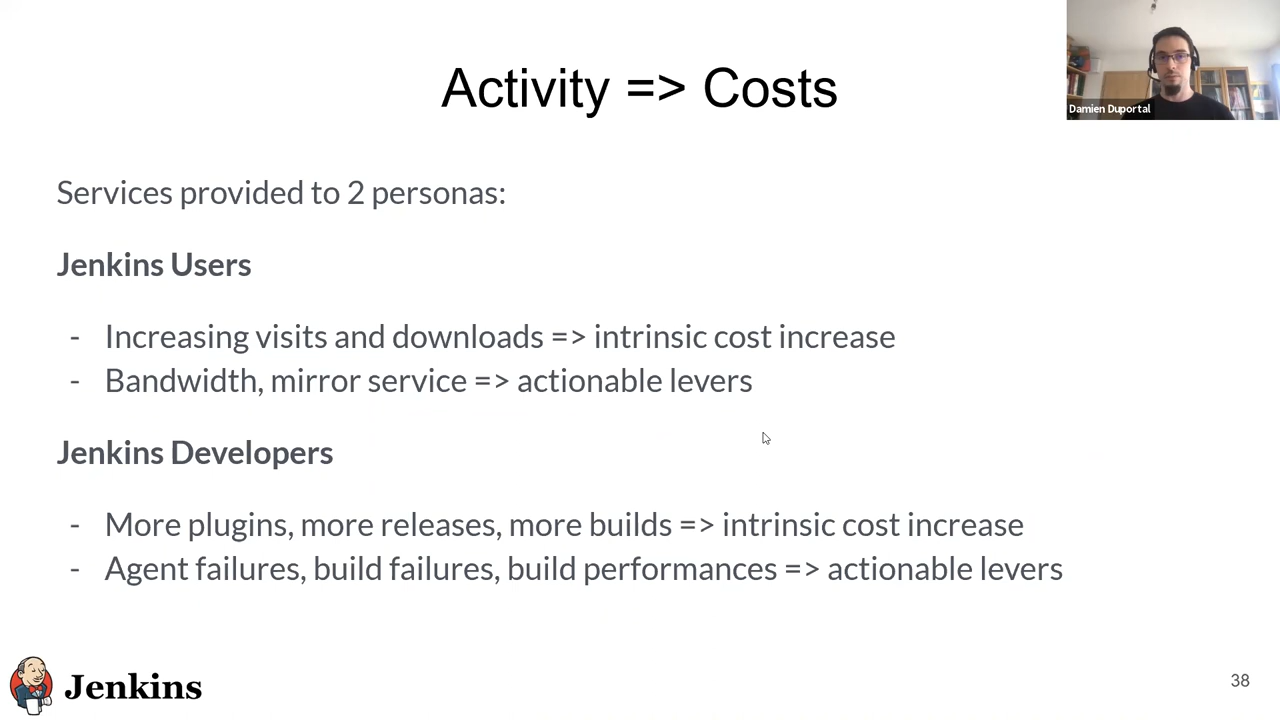 Activity => Costs
Damien Duportal
Services provided to 2 personas:
Jenkins Users
- Increasing visits and downloads => intrinsic cost increase
- Bandwidth, mirror service => actionable levers
Jenkins Developers
- More plugins, more releases, more builds => intrinsic cost increase
- Agent failures, build failures, build performances => actionable levers
Jenkins
38